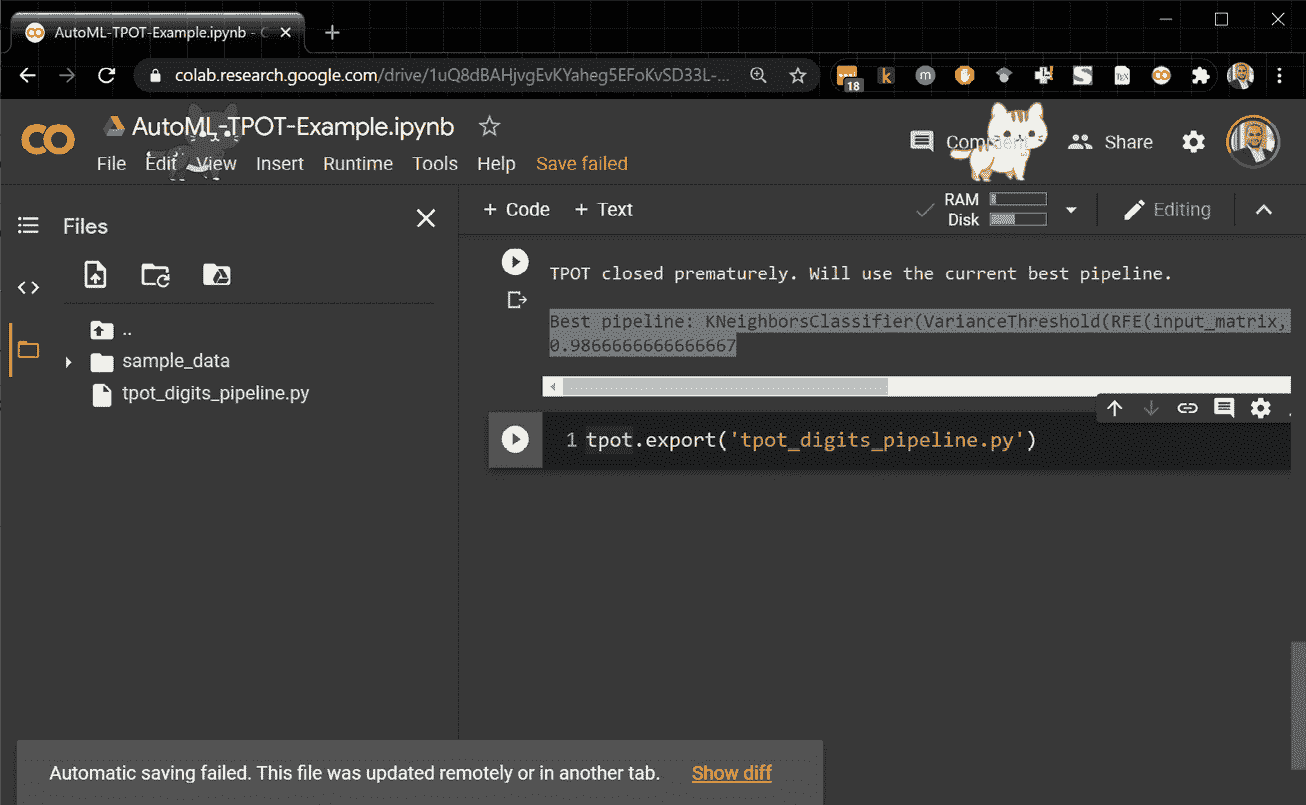 AutoML-TPOT-Example.ipynb - C
colab.research.google.com/drive/1uQ8dBAHjvgEvKYaheg5EFoKvSD33L-...
18
k
m
S
TEX
AutoML-TPOT-Example.ipynb
Comment
Share
File Edit View Insert Runtime Tools Help Save failed
Files
+ Code + Text
RAM
Disk
Editing
TPOT closed prematurely. Will use the current best pipeline.
Best pipeline: KNeighborsClassifier(VarianceThreshold(RFE(input_matrix,
0.9866666666666667
..
sample_data
tpot_digits_pipeline.py
1 tpot.export('tpot_digits_pipeline.py')
Automatic saving failed. This file was updated remotely or in another tab. Show diff